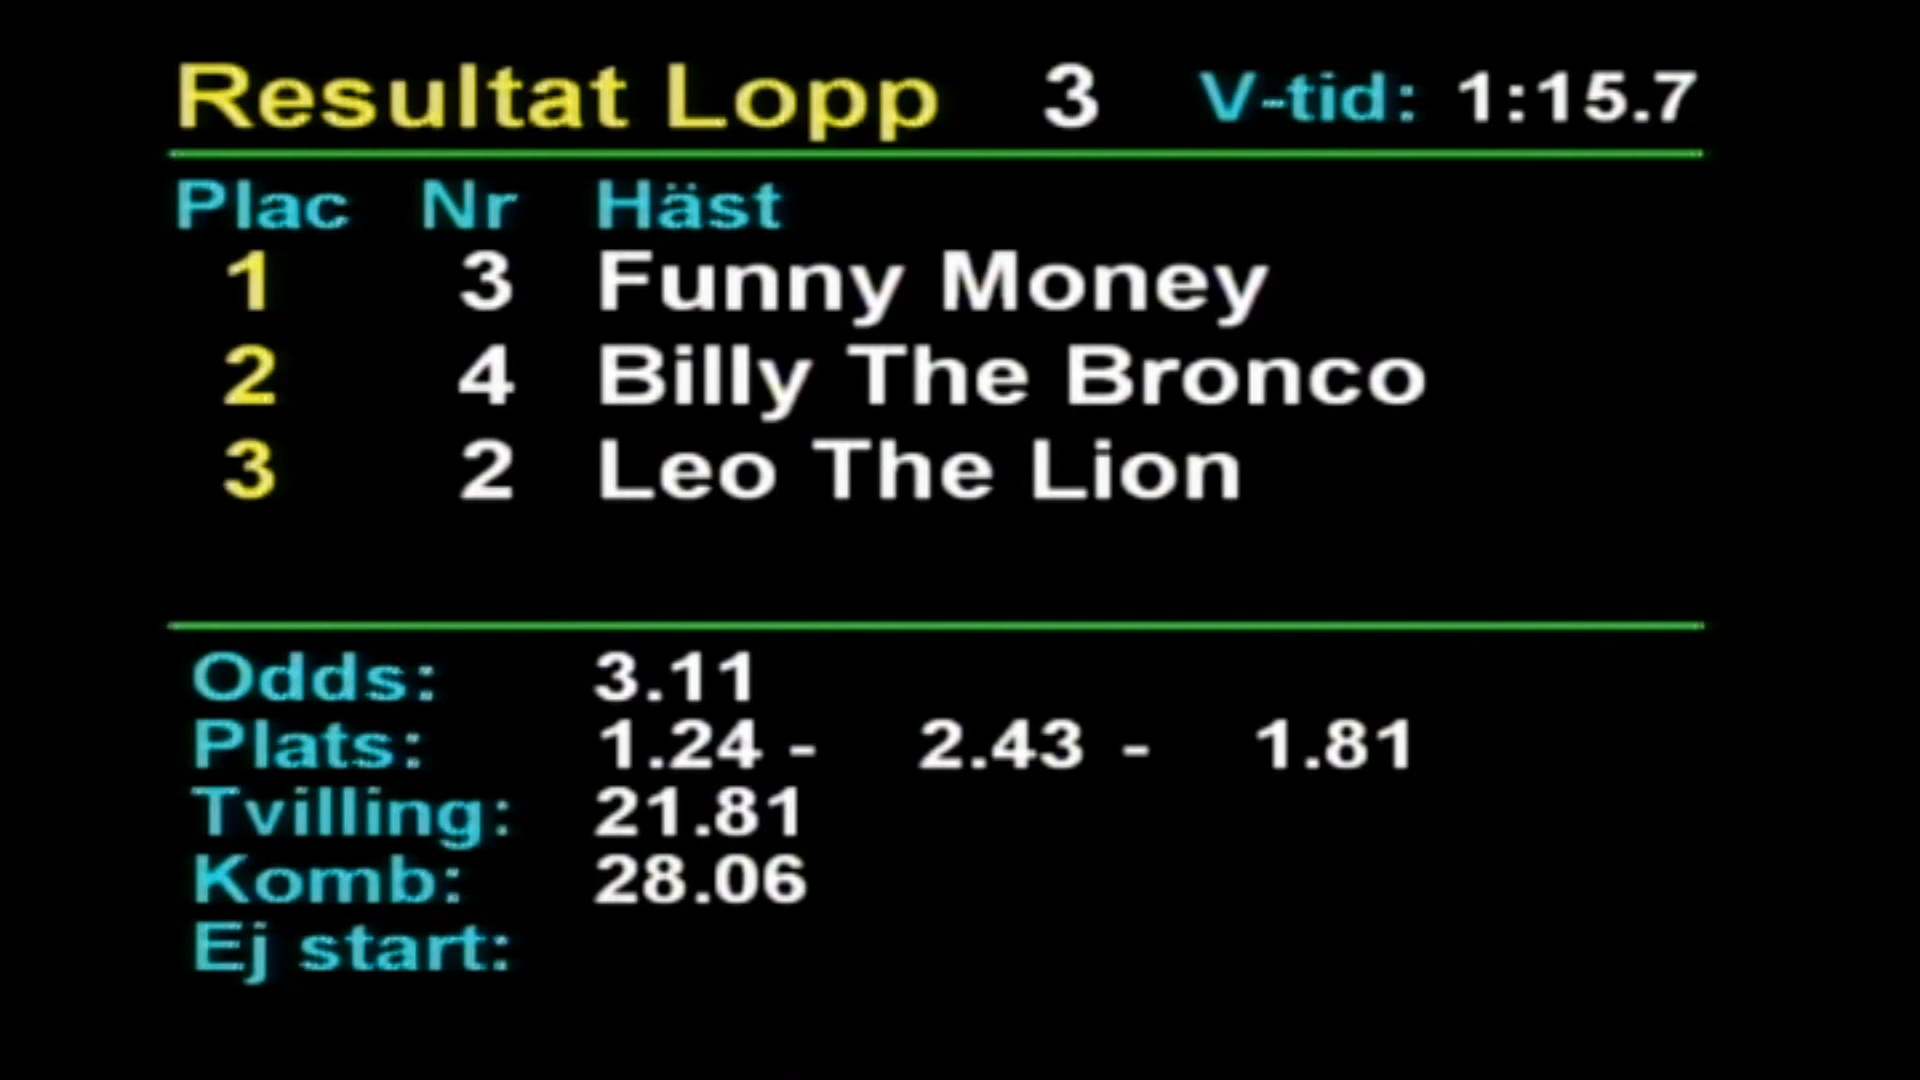 Resultat Lopp 3 V-tid: 1:15.7
Plac Nr Häst
1 3 Funny Money
2 4 Billy The Bronco
3 2 Leo The Lion
Odds: 3.11
Plats: 1.24 - 2.43 - 1.81
Tvilling: 21.81
Komb: 28.06
Ej start: